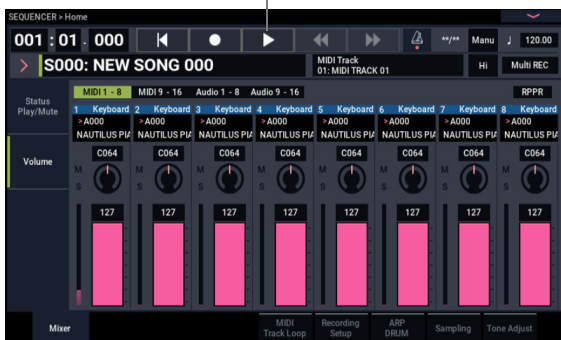 SEQUENCER > Home
001 : 01 . 000 **/** Manu ♩ 120.00
> S000: NEW SONG 000 MIDI Track 01: MIDI TRACK 01 Hi Multi REC
MIDI 1 - 8 MIDI 9 - 16 Audio 1 - 8 Audio 9 - 16 RPPR
Status Play/Mute
1 Keyboard 2 Keyboard 3 Keyboard 4 Keyboard 5 Keyboard 6 Keyboard 7 Keyboard 8 Keyboard
>A000 >A000 >A000 >A000 >A000 >A000 >A000 >A000
NAUTILUS PIA NAUTILUS PIA NAUTILUS PIA NAUTILUS PIA NAUTILUS PIA NAUTILUS PIA NAUTILUS PIA NAUTILUS PIA
Volume
C064 C064 C064 C064 C064 C064 C064 C064
M M M M M M M M
S S S S S S S S
127 127 127 127 127 127 127 127
Mixer
MIDI Track Loop
Recording Setup
ARP DRUM
Sampling
Tone Adjust